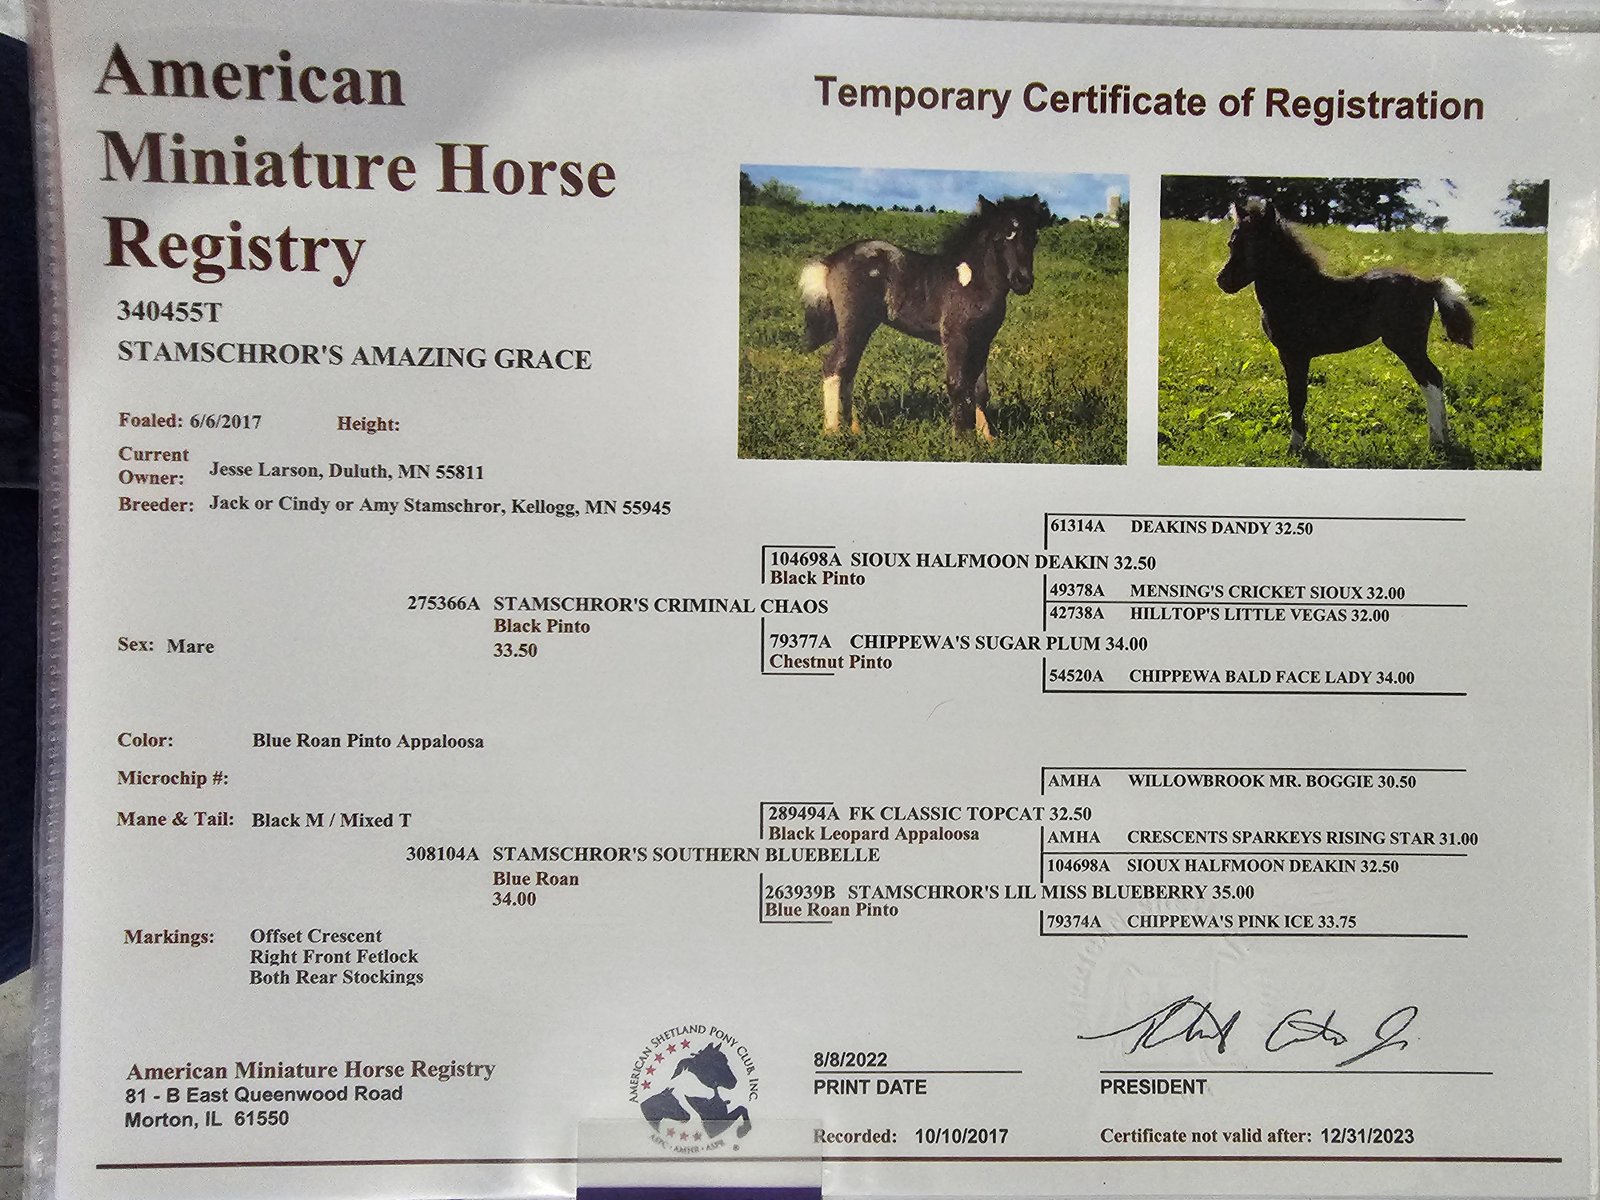 American
Miniature Horse
Registry
Temporary Certificate of Registration
340455T
STAMSCHROR'S AMAZING GRACE
Foaled: 6/6/2017 Height:
Current
Owner: Jesse Larson, Duluth, MN 55811
Breeder: Jack or Cindy or Amy Stamschror, Kellogg, MN 55945
61314A DEAKINS DANDY 32.50
104698A SIOUX HALFMOON DEAKIN 32.50
Black Pinto
49378A MENSING'S CRICKET SIOUX 32.00
275366A STAMSCHROR'S CRIMINAL CHAOS
Black Pinto
33.50
42738A HILLTOP'S LITTLE VEGAS 32.00
79377A CHIPPEWA'S SUGAR PLUM 34.00
Chestnut Pinto
54520A CHIPPEWA BALD FACE LADY 34.00
Sex: Mare
Color: Blue Roan Pinto Appaloosa
Microchip #:
Mane & Tail: Black M / Mixed T
AMHA WILLOWBROOK MR. BOGGIE 30.50
289494A FK CLASSIC TOPCAT 32.50
Black Leopard Appaloosa
AMHA CRESCENTS SPARKEYS RISING STAR 31.00
308104A STAMSCHROR'S SOUTHERN BLUEBELLE
Blue Roan
34.00
104698A SIOUX HALFMOON DEAKIN 32.50
263939B STAMSCHROR'S LIL MISS BLUEBERRY 35.00
Blue Roan Pinto
79374A CHIPPEWA'S PINK ICE 33.75
Markings: Offset Crescent
Right Front Fetlock
Both Rear Stockings
American Miniature Horse Registry
81 - B East Queenwood Road
Morton, IL 61550
AMERICAN SHETLAND PONY CLUB, INC.
ASPC · AMHR · ASPR
8/8/2022
PRINT DATE
PRESIDENT
Recorded: 10/10/2017
Certificate not valid after: 12/31/2023